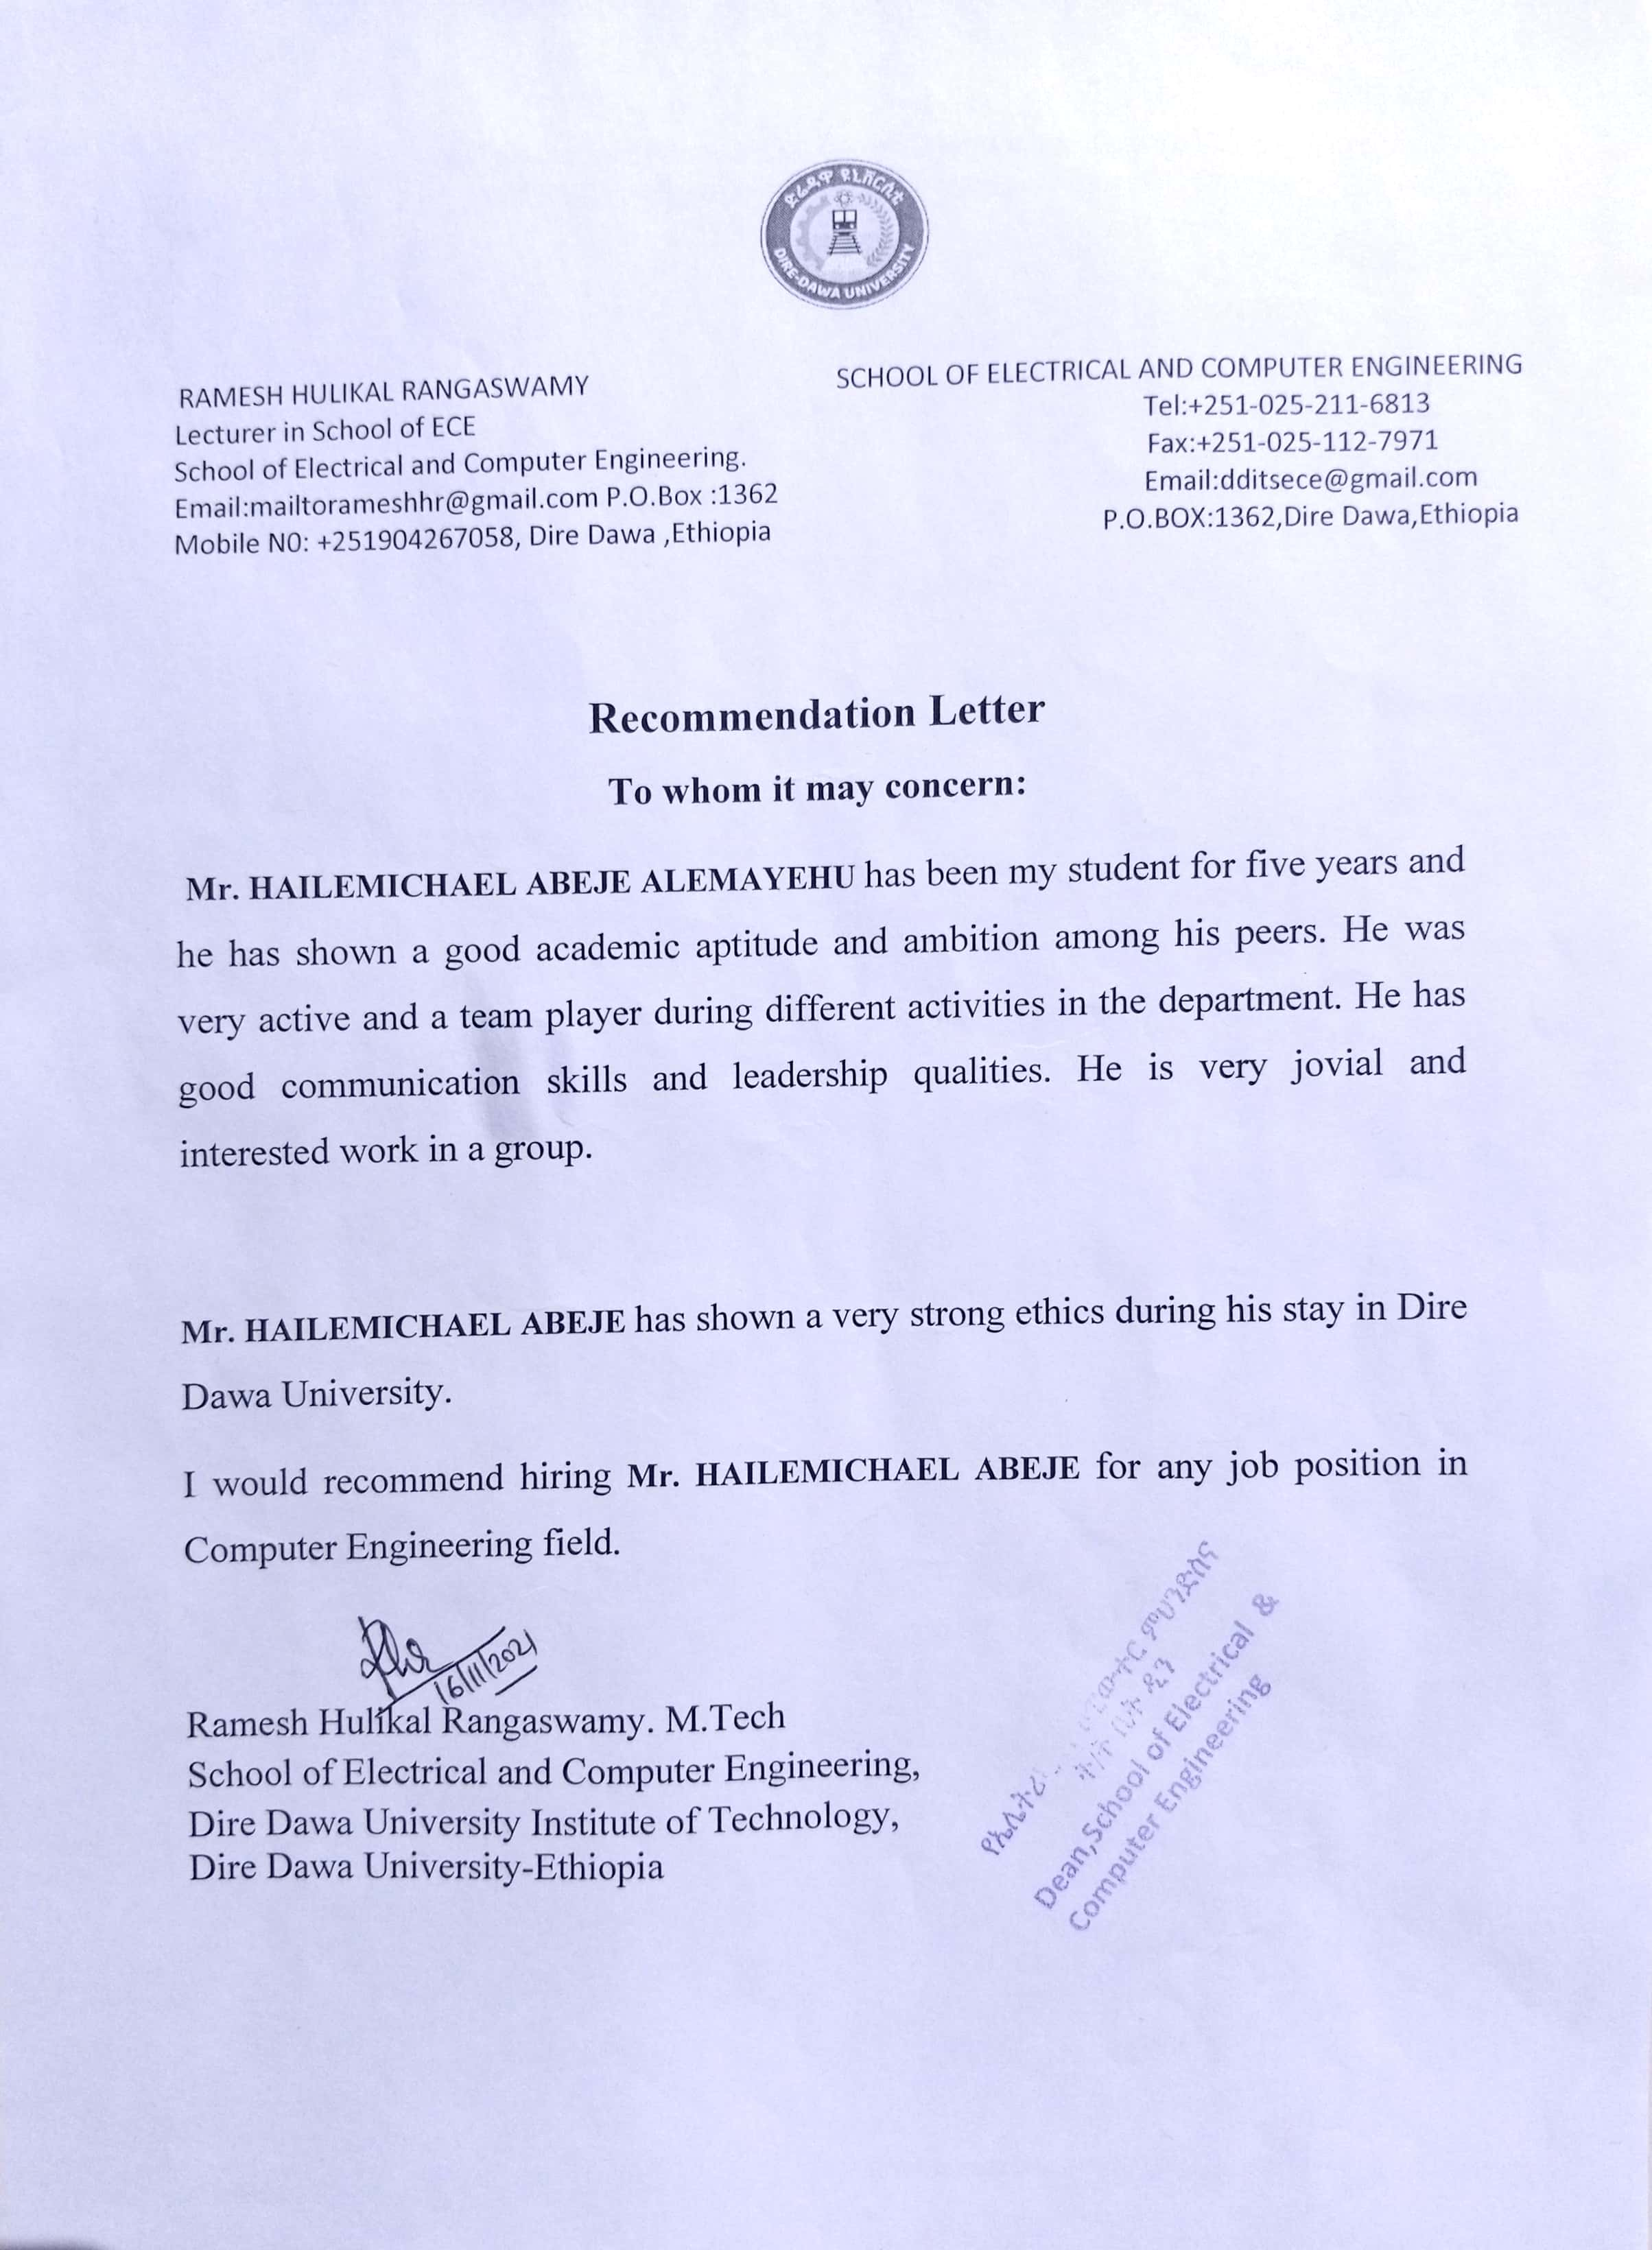 ድሬዳዋ ዩኒቨርሲቲ
DIRE-DAWA UNIVERSITY
RAMESH HULIKAL RANGASWAMY
Lecturer in School of ECE
School of Electrical and Computer Engineering.
Email:mailtorameshhr@gmail.com P.O.Box :1362
Mobile N0: +251904267058, Dire Dawa ,Ethiopia
SCHOOL OF ELECTRICAL AND COMPUTER ENGINEERING
Tel:+251-025-211-6813
Fax:+251-025-112-7971
Email:dditsece@gmail.com
P.O.BOX:1362,Dire Dawa,Ethiopia
Recommendation Letter
To whom it may concern:
Mr. HAILEMICHAEL ABEJE ALEMAYEHU has been my student for five years and
he has shown a good academic aptitude and ambition among his peers. He was
very active and a team player during different activities in the department. He has
good communication skills and leadership qualities. He is very jovial and
interested work in a group.
Mr. HAILEMICHAEL ABEJE has shown a very strong ethics during his stay in Dire
Dawa University.
I would recommend hiring Mr. HAILEMICHAEL ABEJE for any job position in
Computer Engineering field.
16/11/2021
Ramesh Hulikal Rangaswamy. M.Tech
School of Electrical and Computer Engineering,
Dire Dawa University Institute of Technology,
Dire Dawa University-Ethiopia
ምህንድስና
ት/ት ቤት ዲን
Dean,School of Electrical &
Computer Engineering